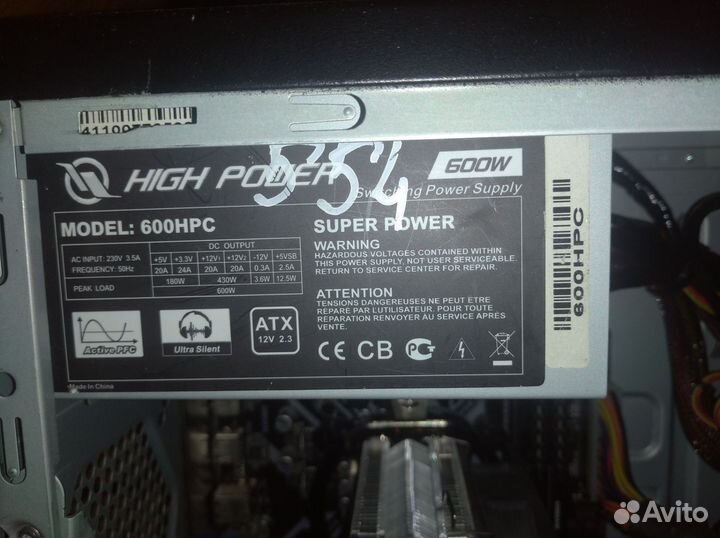 HIGH POWER
554
600W
Switching Power Supply
MODEL: 600HPC
AC INPUT: 230V 3.5A
FREQUENCY: 50Hz
PEAK LOAD
DC OUTPUT
+5V +3.3V +12V1 +12V2 -12V +5VSB
20A 24A 20A 20A 0.3A 2.5A
180W 430W 3.6W 12.5W
600W
SUPER POWER
WARNING
HAZARDOUS VOLTAGES CONTAINED WITHIN
THIS POWER SUPPLY, NOT USER SERVICEABLE.
RETURN TO SERVICE CENTER FOR REPAIR.
ATTENTION
TENSIONS DANGEREUSES NE PEUT ETRE
REPARE PAR L'UTILISATEUR. POUR TOUTE
REPARATION RENVOYER AU SERVICE APRES-
VENTE.
Active PFC
Ultra Silent
ATX
12V 2.3
CE CB
Made in China
600HPC
Avito